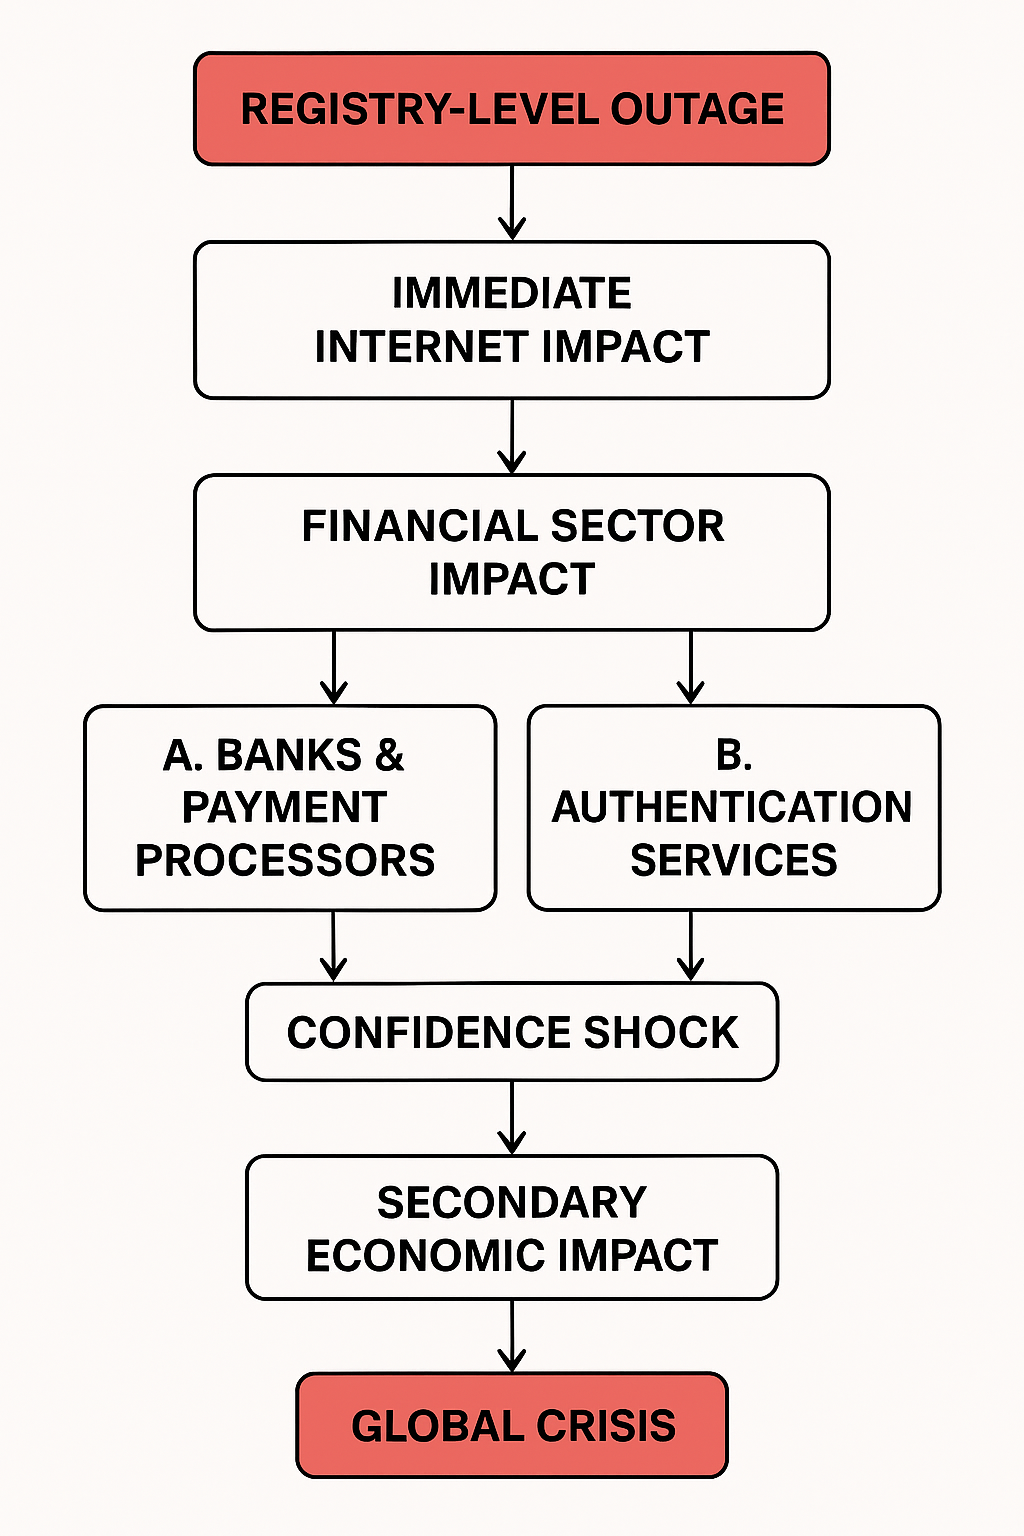 REGISTRY-LEVEL OUTAGE
IMMEDIATE
INTERNET IMPACT
FINANCIAL SECTOR
IMPACT
A. BANKS &
PAYMENT
PROCESSORS
B.
AUTHENTICATION
SERVICES
CONFIDENCE SHOCK
SECONDARY
ECONOMIC IMPACT
GLOBAL CRISIS